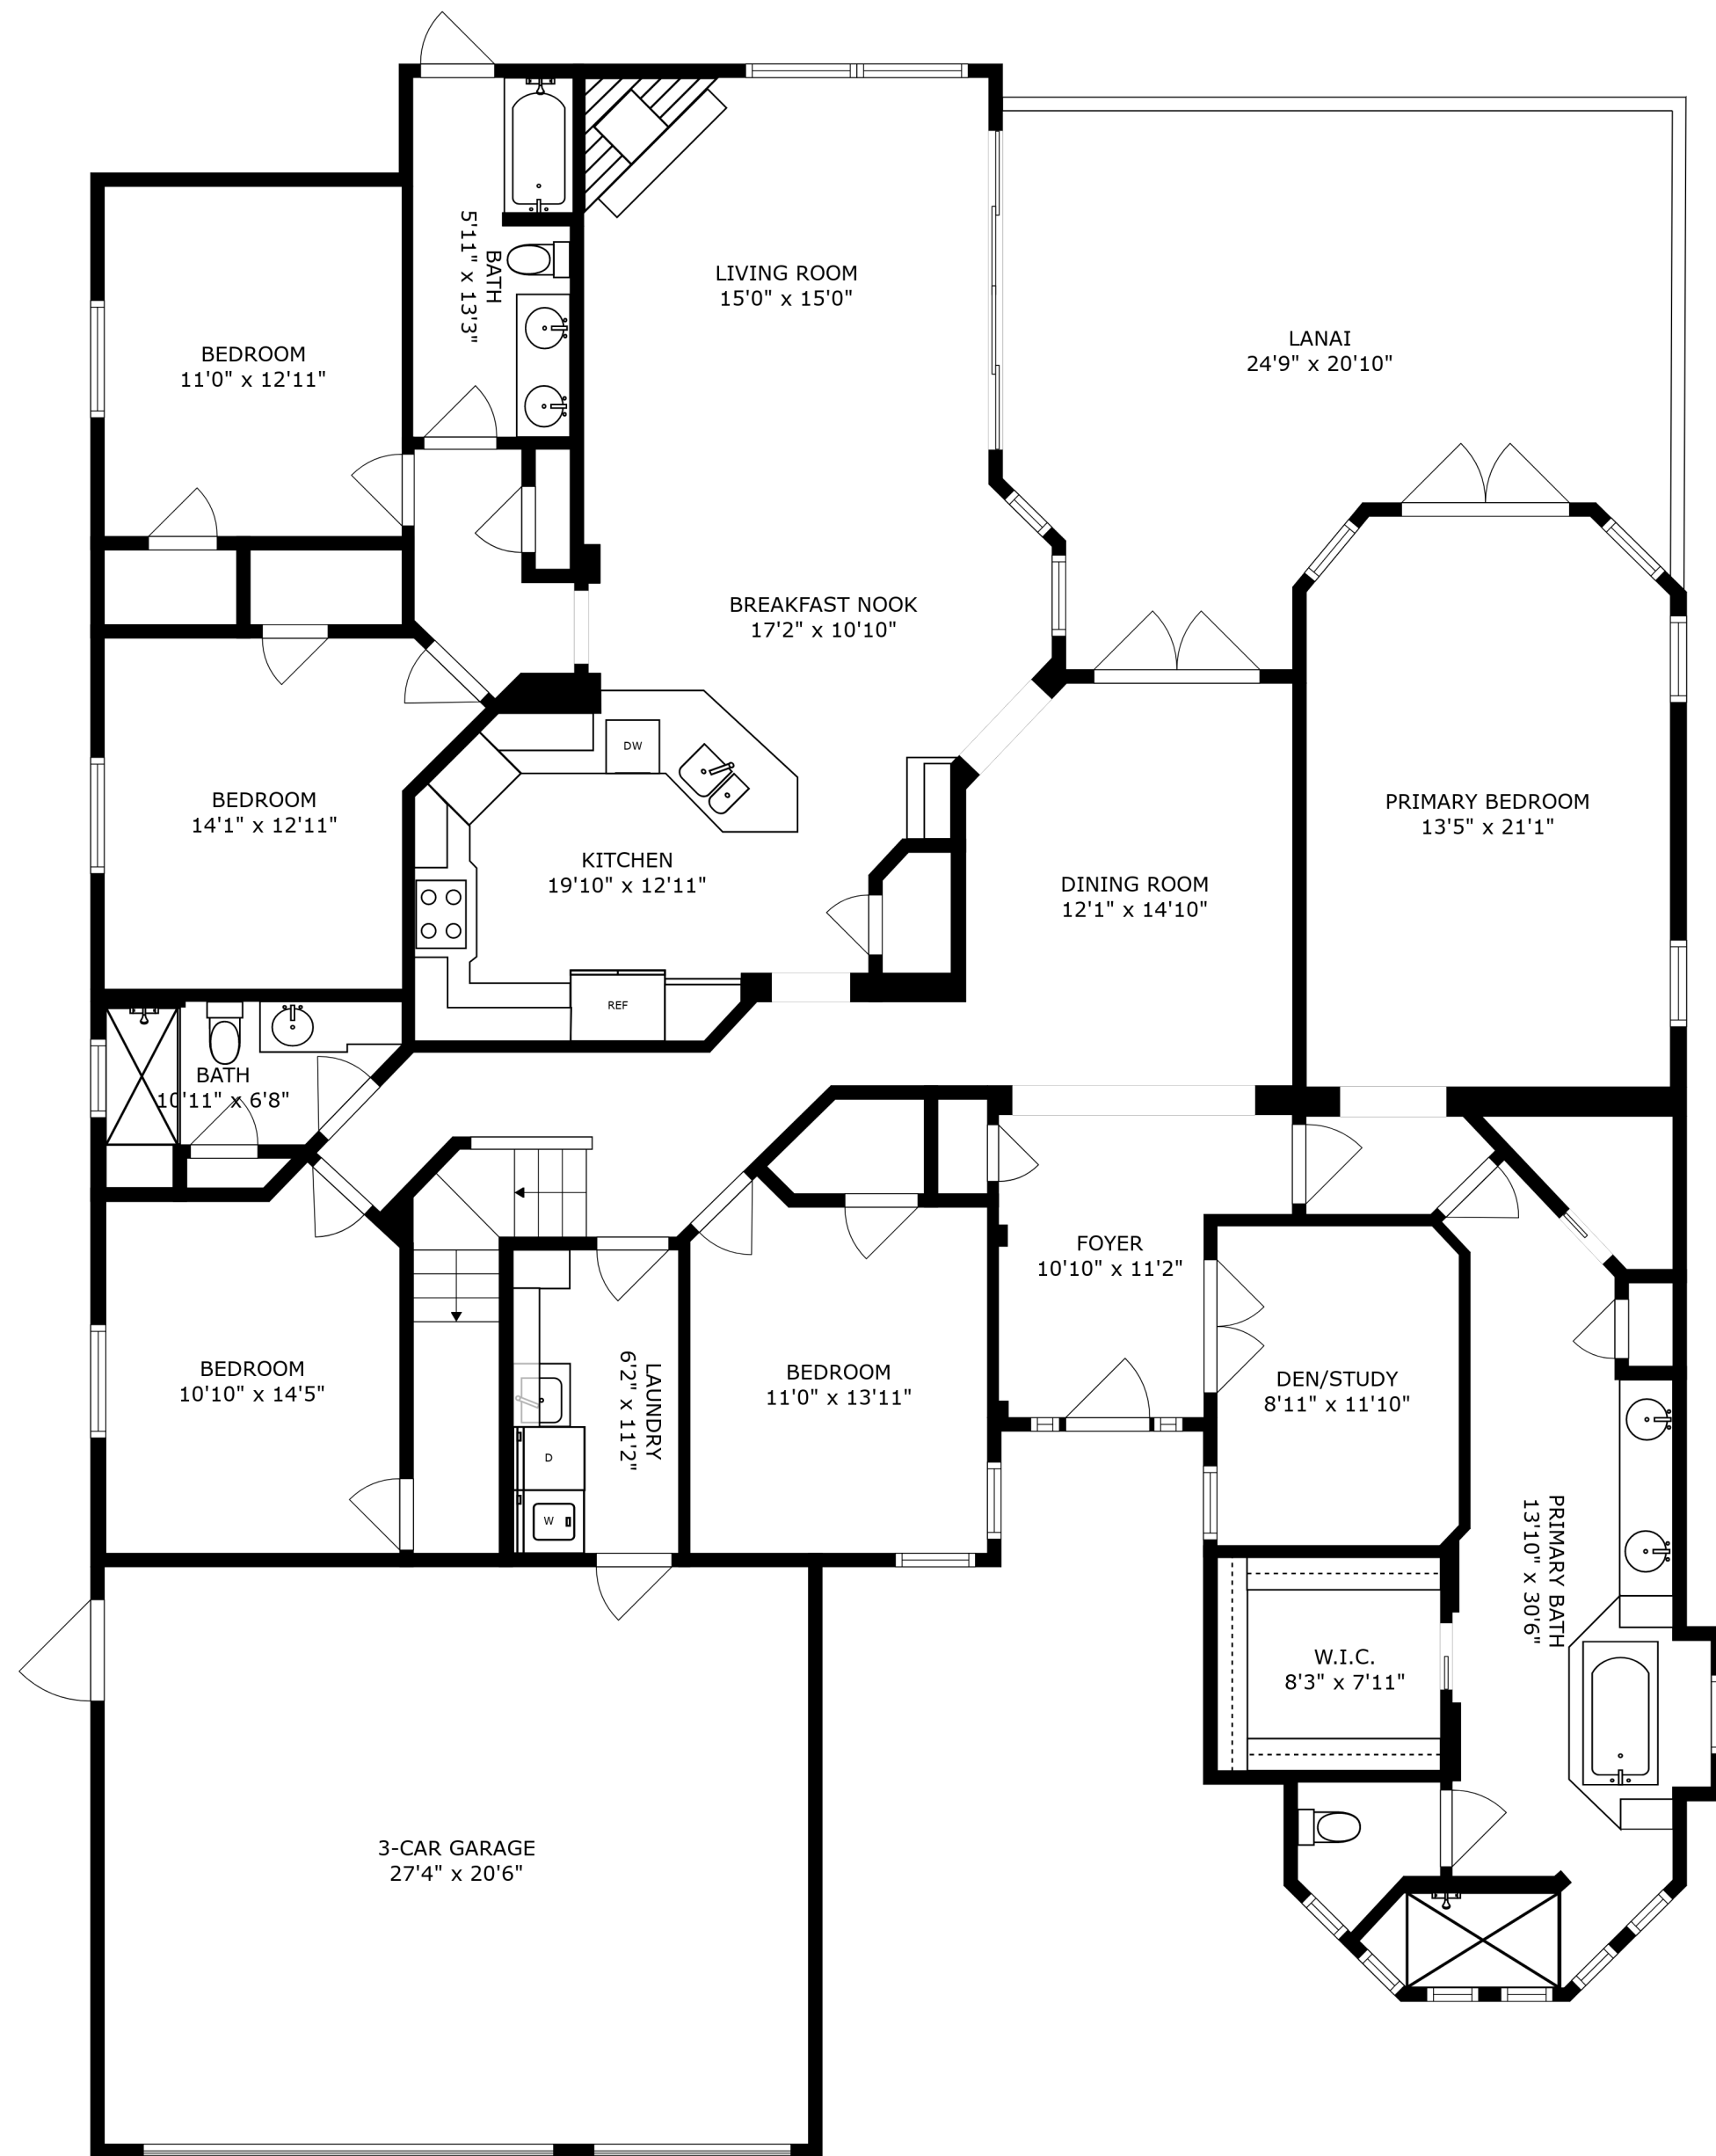 LIVING ROOM
15'0" x 15'0"
BATH
5'11" x 13'3"
LANAI
24'9" x 20'10"
BEDROOM
11'0" x 12'11"
BREAKFAST NOOK
17'2" x 10'10"
DW
BEDROOM
14'1" x 12'11"
PRIMARY BEDROOM
13'5" x 21'1"
KITCHEN
19'10" x 12'11"
DINING ROOM
12'1" x 14'10"
REF
BATH
10'11" x 6'8"
FOYER
10'10" x 11'2"
BEDROOM
10'10" x 14'5"
LAUNDRY
6'2" x 11'2"
BEDROOM
11'0" x 13'11"
DEN/STUDY
8'11" x 11'10"
D
W
PRIMARY BATH
13'10" x 30'6"
W.I.C.
8'3" x 7'11"
3-CAR GARAGE
27'4" x 20'6"